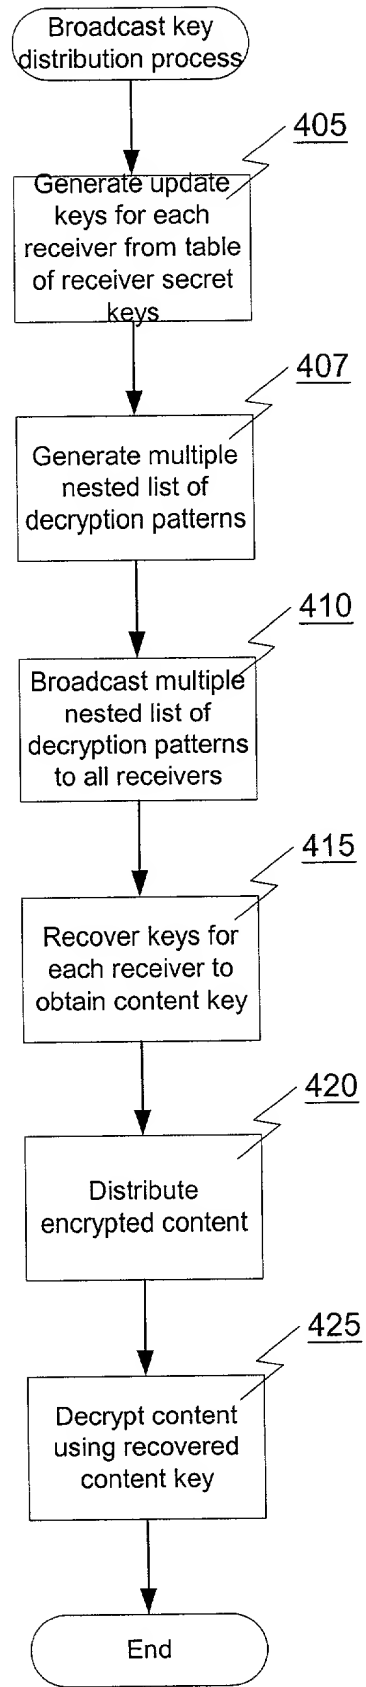 Broadcast key
distribution process
405
Generate update
keys for each
receiver from table
of receiver secret
keys
407
Generate multiple
nested list of
decryption patterns
410
Broadcast multiple
nested list of
decryption patterns
to all receivers
415
Recover keys for
each receiver to
obtain content key
420
Distribute
encrypted content
425
Decrypt content
using recovered
content key
End